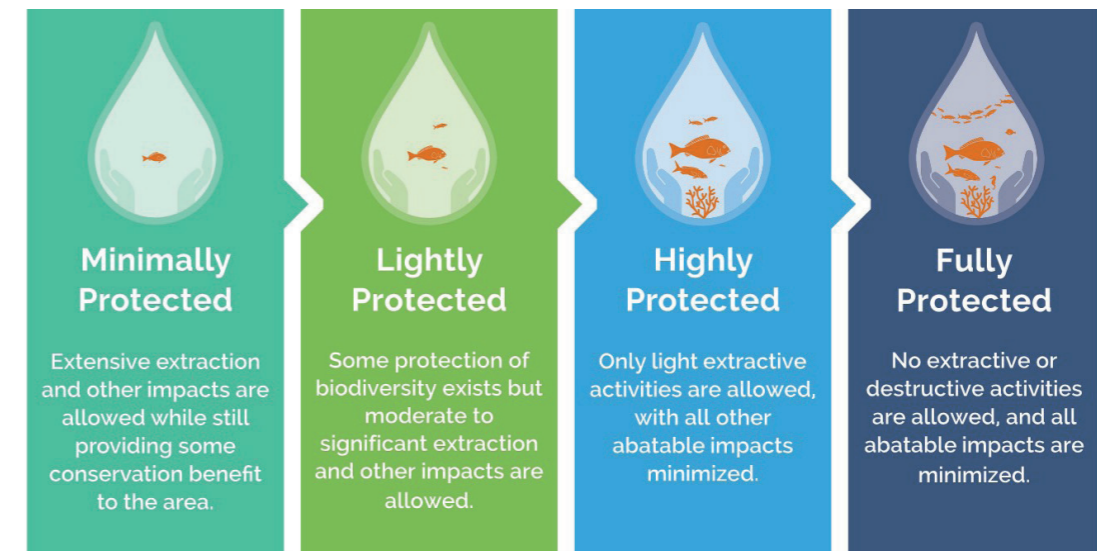 Minimally
Protected
Extensive extraction
and other impacts are
allowed while still
providing some
conservation benefit
to the area.
Lightly
Protected
Some protection of
biodiversity exists but
moderate to
significant extraction
and other impacts are
allowed.
Highly
Protected
Only light extractive
activities are allowed,
with all other
abatable impacts
minimized.
Fully
Protected
No extractive or
destructive activities
are allowed, and all
abatable impacts are
minimized.